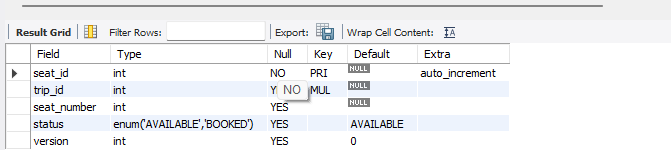 Result Grid Filter Rows: Export: Wrap Cell Content:
Field Type Null Key Default Extra
seat_id int NO PRI NULL auto_increment
trip_id int MUL NULL
NO
seat_number int YES NULL
status enum('AVAILABLE','BOOKED') YES AVAILABLE
version int YES 0